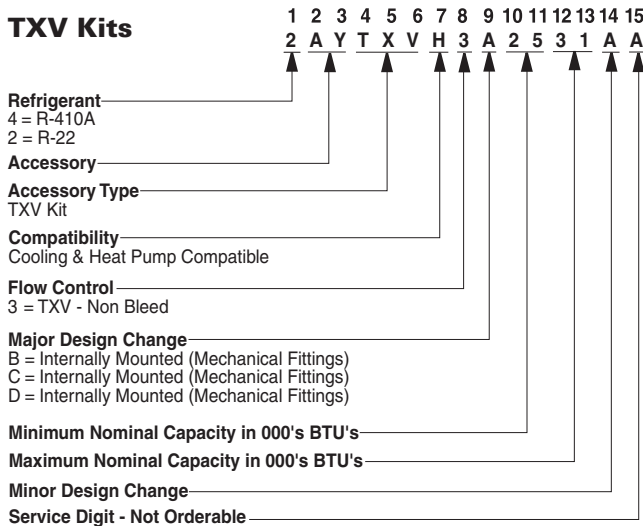 1 2 3 4 5 6 7 8 9 10 11 12 13 14 15
TXV Kits
2 A Y T X V H 3 A 2 5 3 1 A A
Refrigerant
4 = R-410A
2 = R-22
Accessory
Accessory Type
TXV Kit
Compatibility
Cooling & Heat Pump Compatible
Flow Control
3 = TXV - Non Bleed
Major Design Change
B = Internally Mounted (Mechanical Fittings)
C = Internally Mounted (Mechanical Fittings)
D = Internally Mounted (Mechanical Fittings)
Minimum Nominal Capacity in 000's BTU's
Maximum Nominal Capacity in 000's BTU's
Minor Design Change
Service Digit - Not Orderable